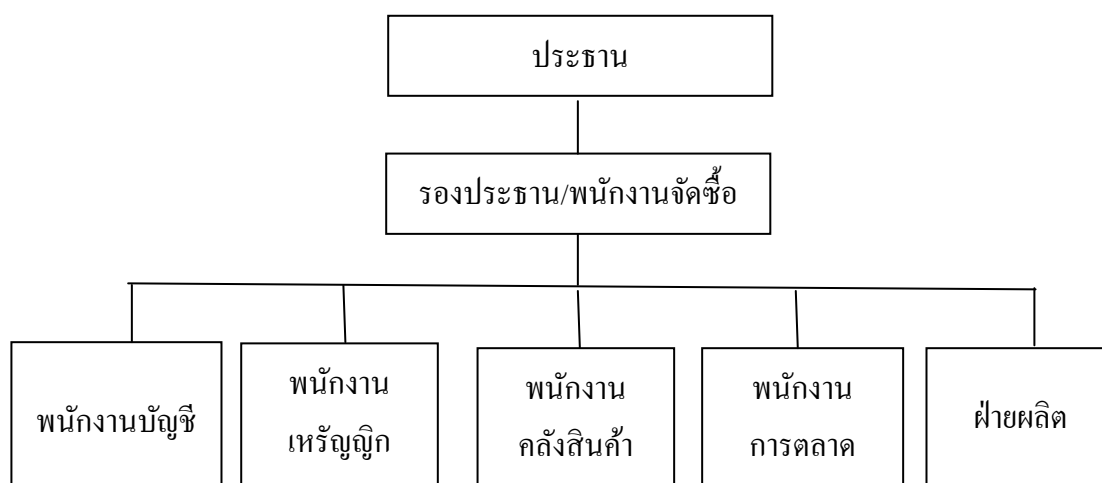 ประธาน
รองประธาน/พนักงานจัดซื้อ
พนักงานบัญชี
พนักงาน
เหรัญญิก
พนักงาน
คลังสินค้า
พนักงาน
การตลาด
ฝ่ายผลิต